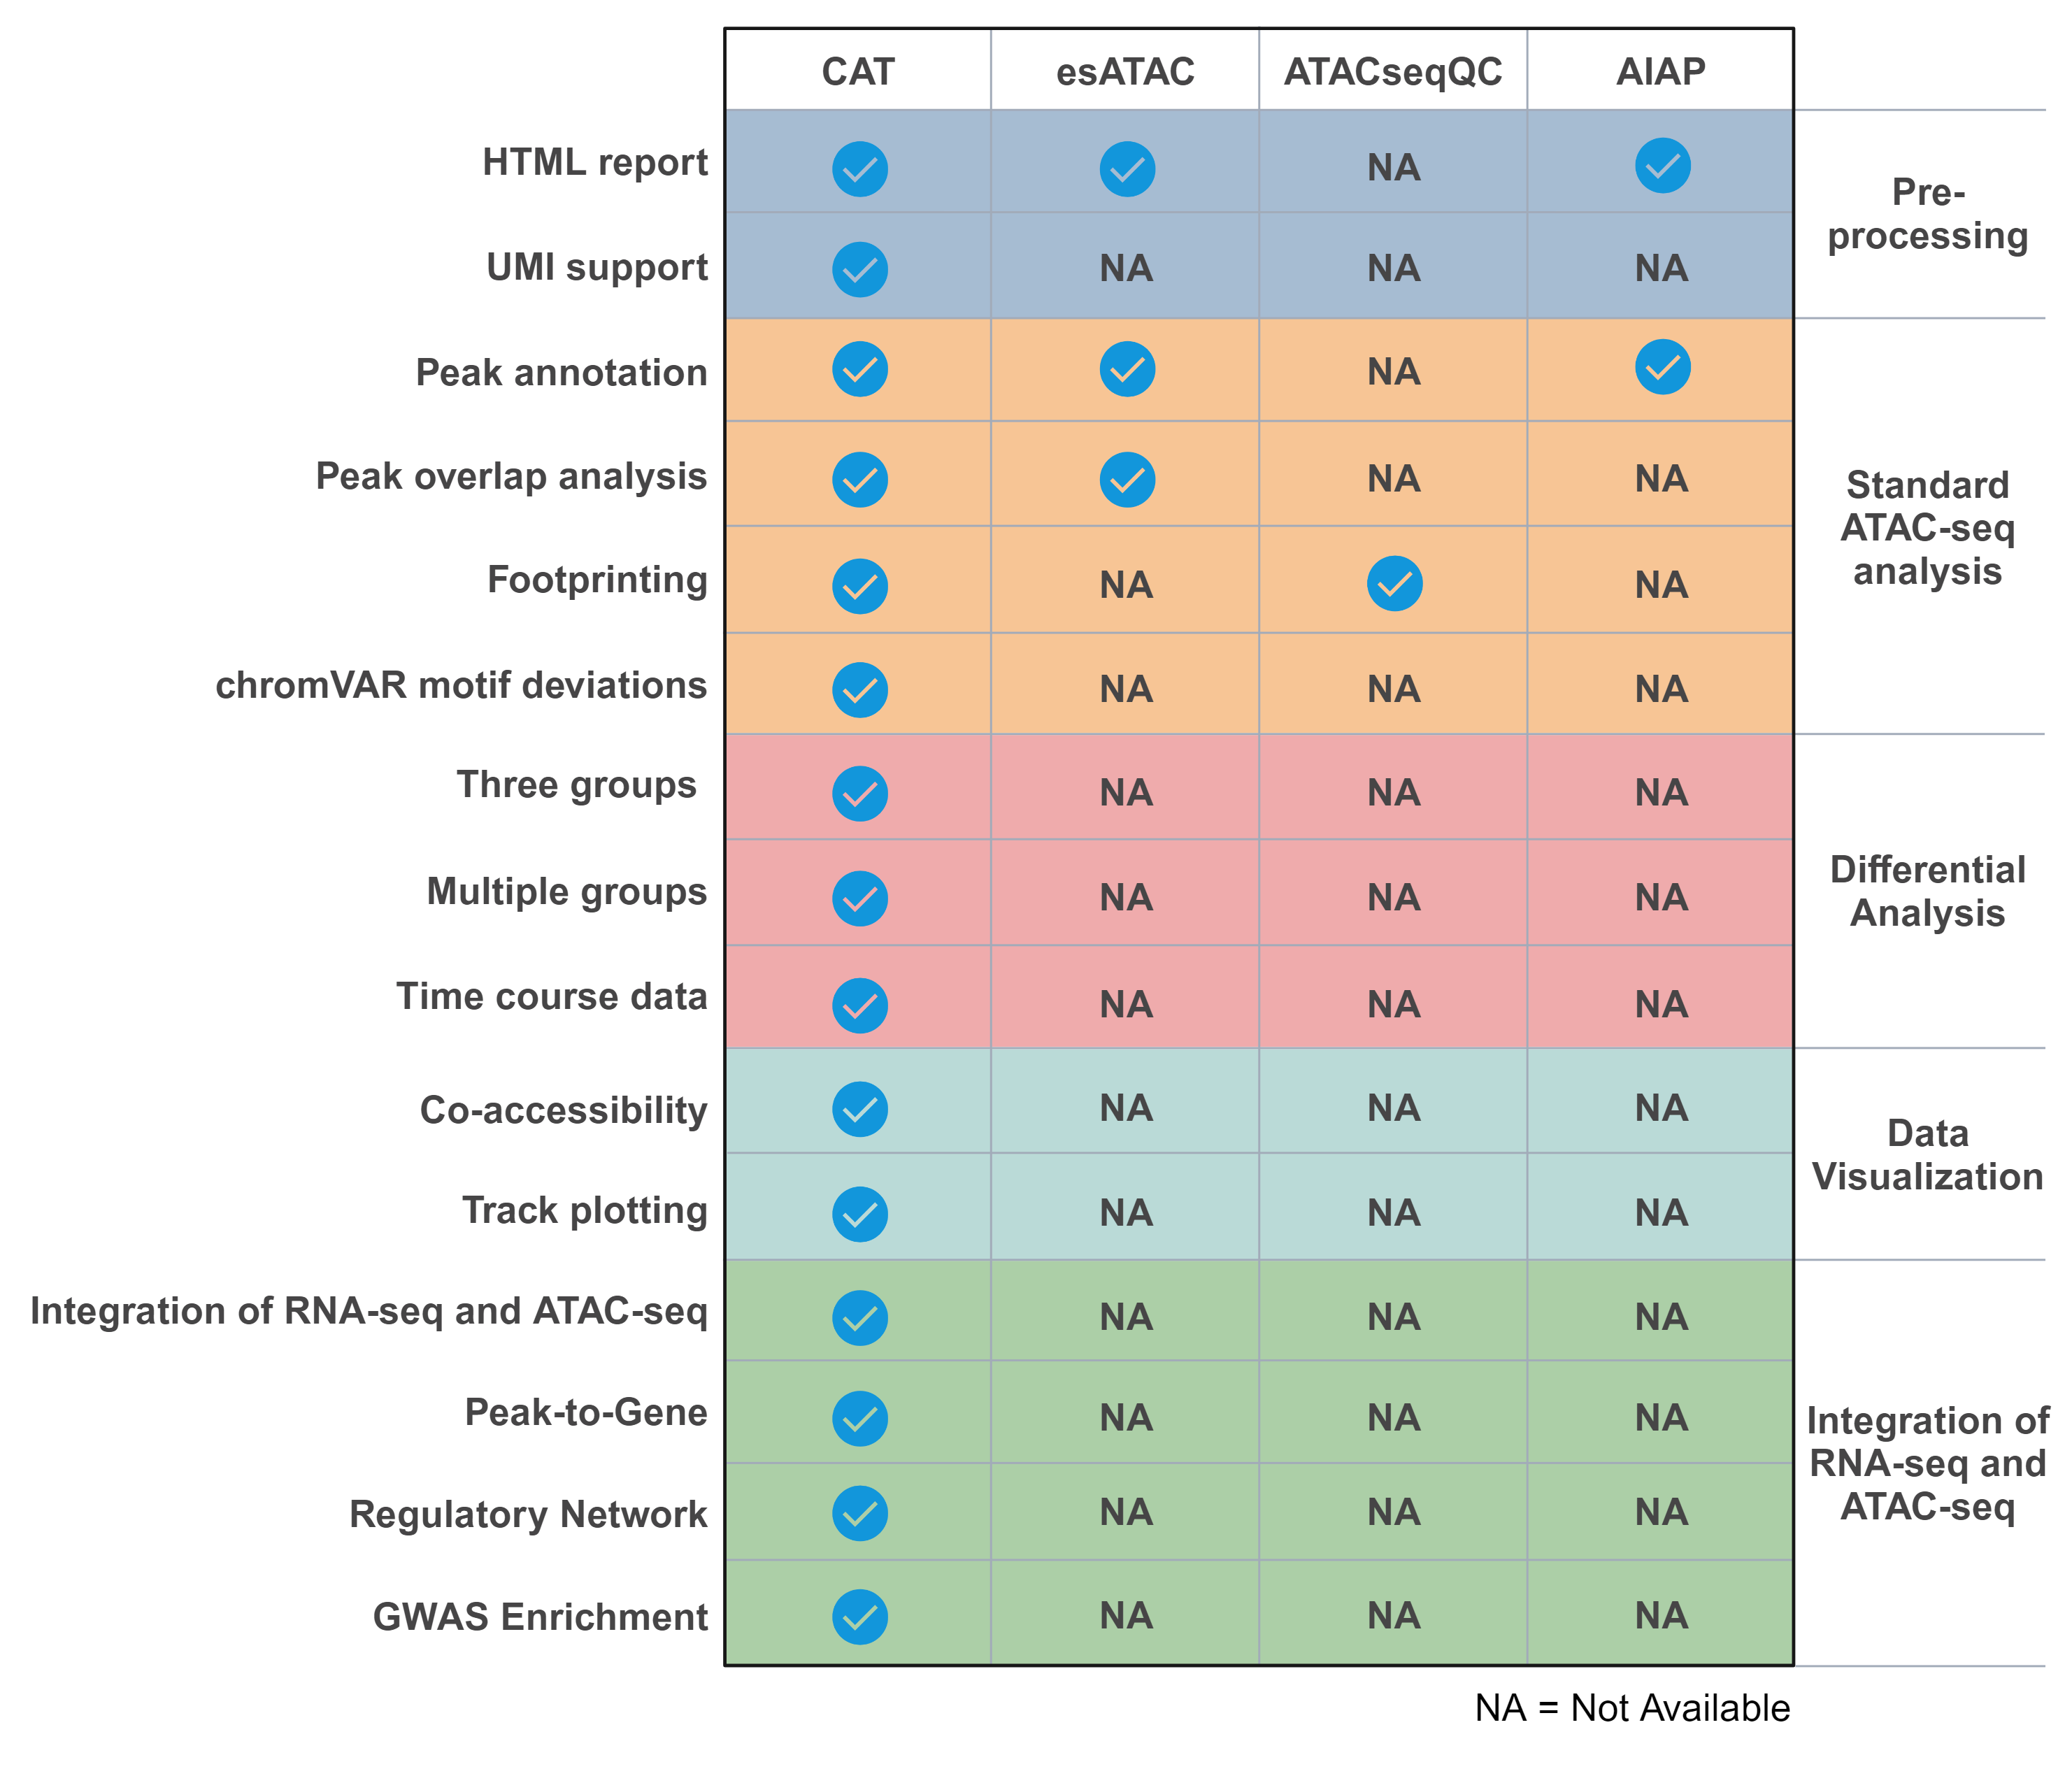 CAT esATAC ATACseqQC AIAP
HTML report NA
Pre-
processing
UMI support NA NA NA
Peak annotation NA
Peak overlap analysis NA NA
Standard
ATAC-seq
analysis
Footprinting NA NA
chromVAR motif deviations NA NA NA
Three groups NA NA NA
Multiple groups NA NA NA
Differential
Analysis
Time course data NA NA NA
Co-accessibility NA NA NA
Data
Visualization
Track plotting NA NA NA
Integration of RNA-seq and ATAC-seq NA NA NA
Peak-to-Gene NA NA NA
Integration of
RNA-seq and
ATAC-seq
Regulatory Network NA NA NA
GWAS Enrichment NA NA NA
NA = Not Available